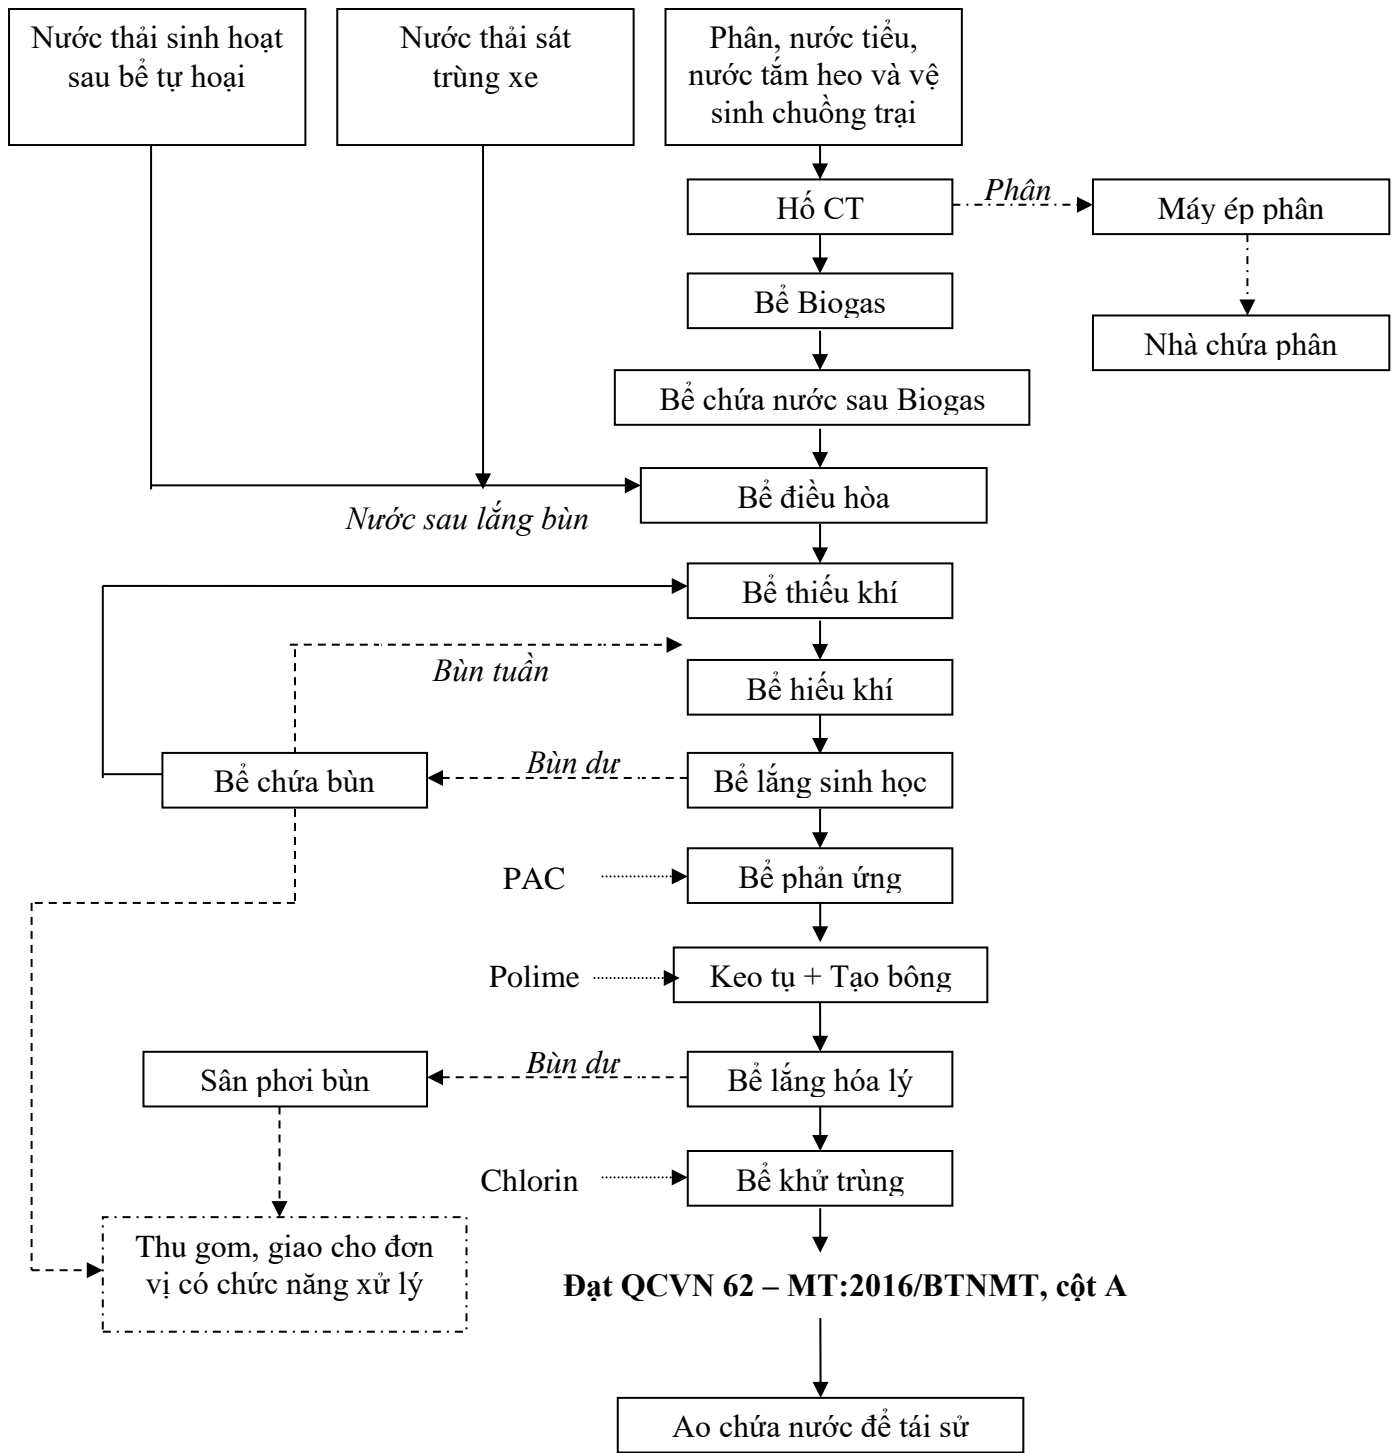 Nước thải sinh hoạt
sau bể tự hoại
Nước thải sát
trùng xe
Phân, nước tiểu,
nước tắm heo và vệ
sinh chuồng trại
Hố CT
Phân
Máy ép phân
Bể Biogas
Nhà chứa phân
Bể chứa nước sau Biogas
Bể điều hòa
Nước sau lắng bùn
Bể thiếu khí
Bùn tuần
Bể hiếu khí
Bể chứa bùn
Bùn dư
Bể lắng sinh học
PAC
Bể phản ứng
Polime
Keo tụ + Tạo bông
Sân phơi bùn
Bùn dư
Bể lắng hóa lý
Chlorin
Bể khử trùng
Thu gom, giao cho đơn
vị có chức năng xử lý
Đạt QCVN 62 – MT:2016/BTNMT, cột A
Ao chứa nước để tái sử